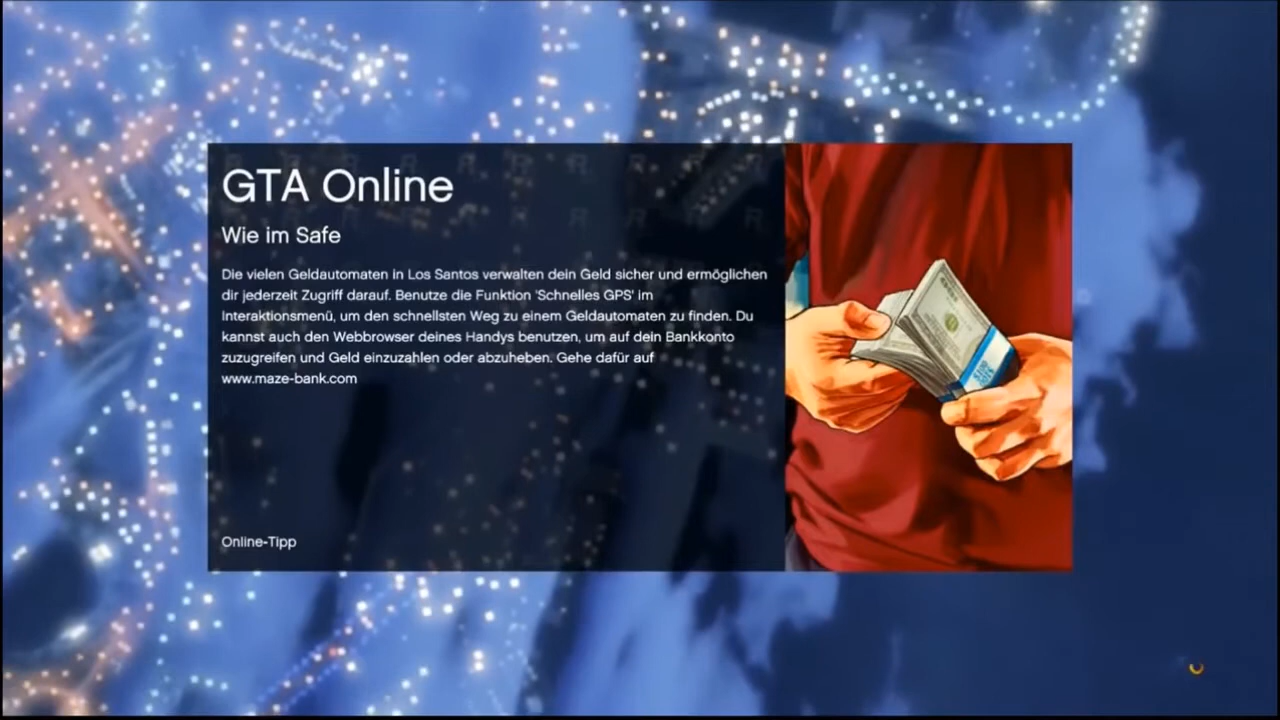 GTA Online
Wie im Safe
Die vielen Geldautomaten in Los Santos verwalten dein Geld sicher und ermöglichen
dir jederzeit Zugriff darauf. Benutze die Funktion 'Schnelles GPS' im
Interaktionsmenü, um den schnellsten Weg zu einem Geldautomaten zu finden. Du
kannst auch den Webbrowser deines Handys benutzen, um auf dein Bankkonto
zuzugreifen und Geld einzuzahlen oder abzuheben. Gehe dafür auf
www.maze-bank.com
Online-Tipp